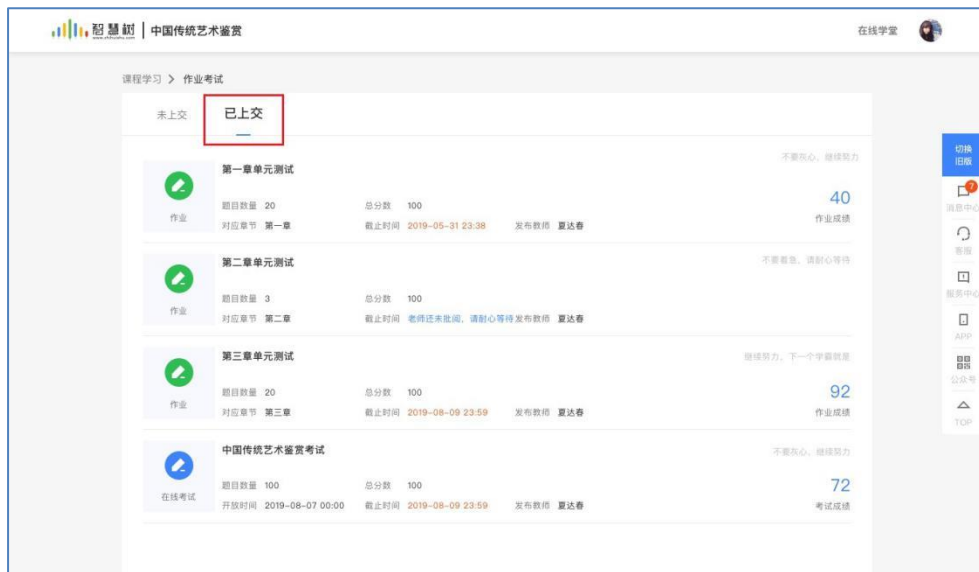 智慧树 中国传统艺术鉴赏 在线学堂
www.zhihuishu.com
课程学习 > 作业考试
未上交 已上交
不要灰心，继续努力
第一章单元测试
题目数量 20 总分数 100
40
作业
对应章节 第一章 截止时间 2019-05-31 23:38 发布教师 夏达春
作业成绩
第二章单元测试
不要着急，请耐心等待
题目数量 3 总分数 100
作业
对应章节 第二章 截止时间 老师还未批阅，请耐心等待 发布教师 夏达春
第三章单元测试
继续努力，下一个学霸就是
题目数量 20 总分数 100
92
作业
对应章节 第三章 截止时间 2019-08-09 23:59 发布教师 夏达春
作业成绩
中国传统艺术鉴赏考试
不要灰心，继续努力
题目数量 100 总分数 100
72
在线考试
开放时间 2019-08-07 00:00 截止时间 2019-08-09 23:59 发布教师 夏达春
考试成绩
切换
旧版
7
消息中心
客服
服务中心
APP
公众号
TOP